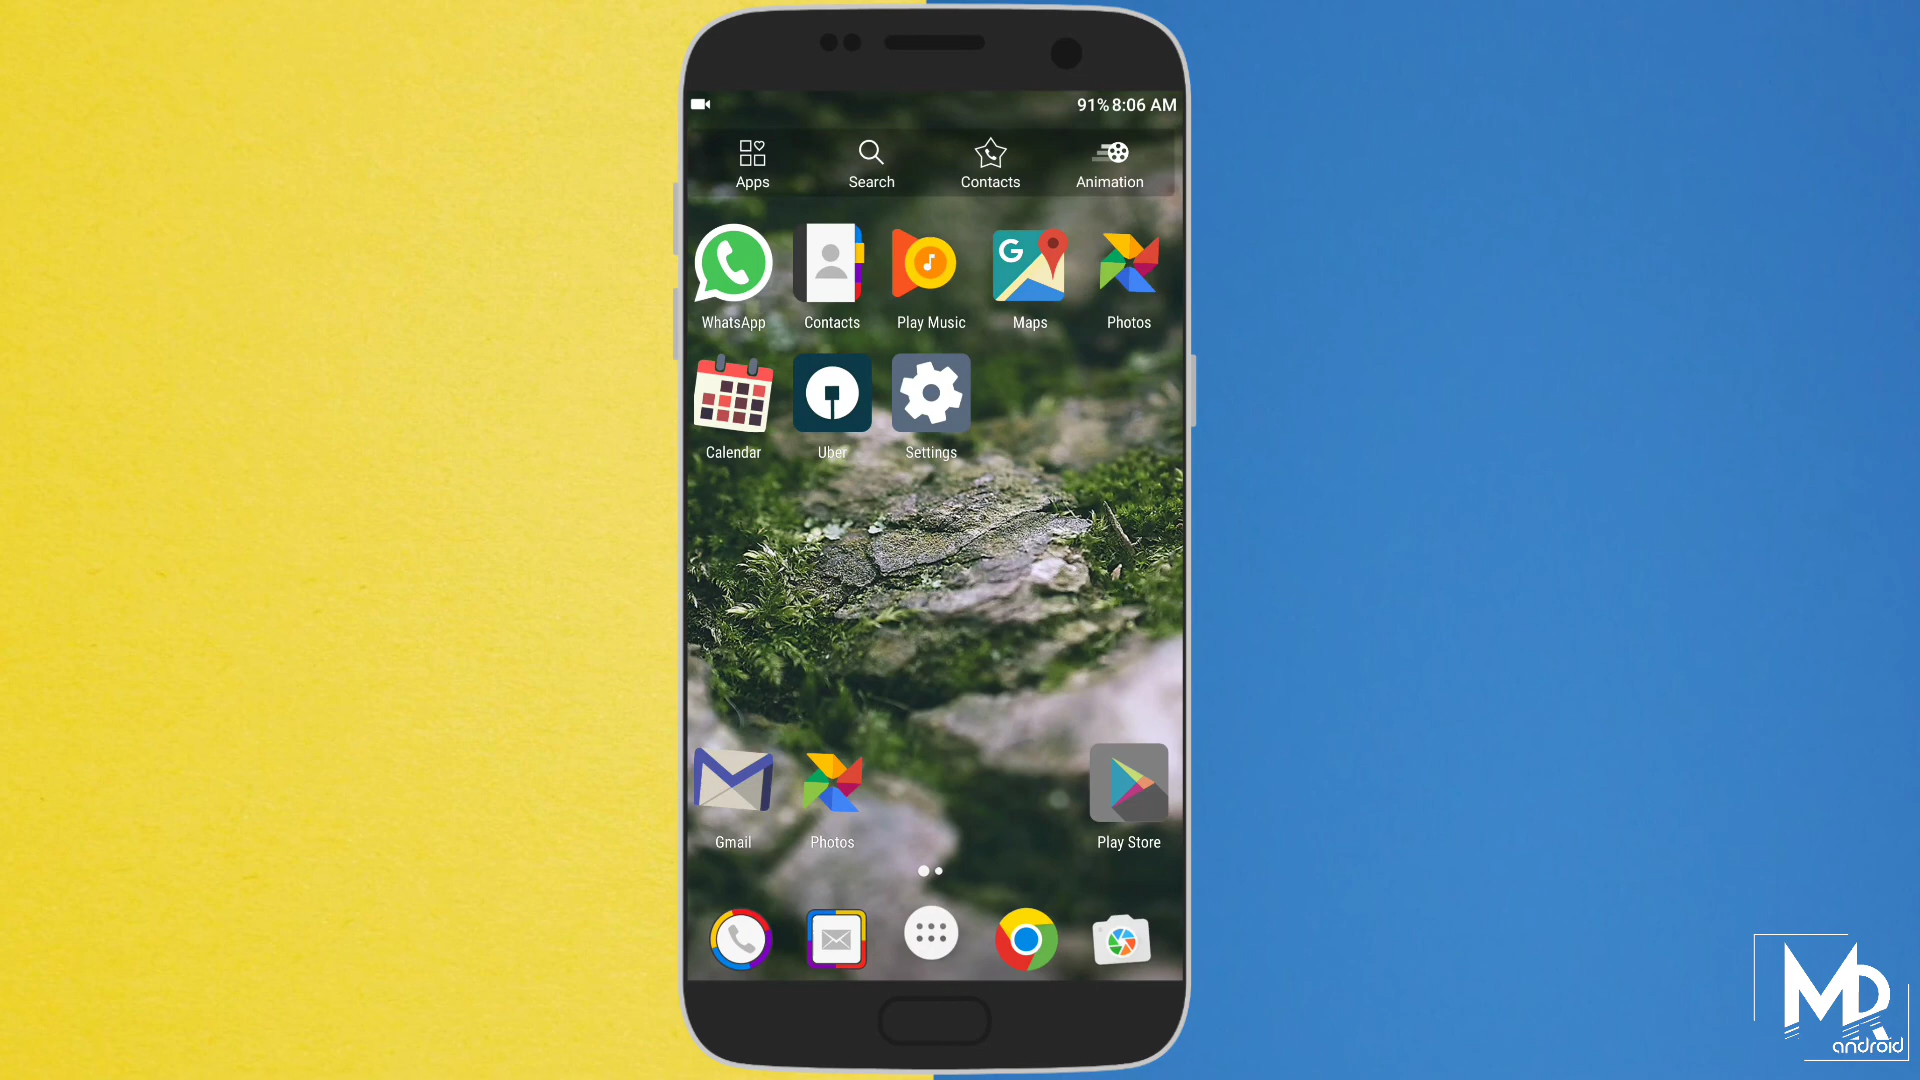 91% 8:06 AM
Apps Search Contacts Animation
WhatsApp Contacts Play Music Maps Photos
Calendar Uber Settings
Gmail Photos Play Store
MR
android